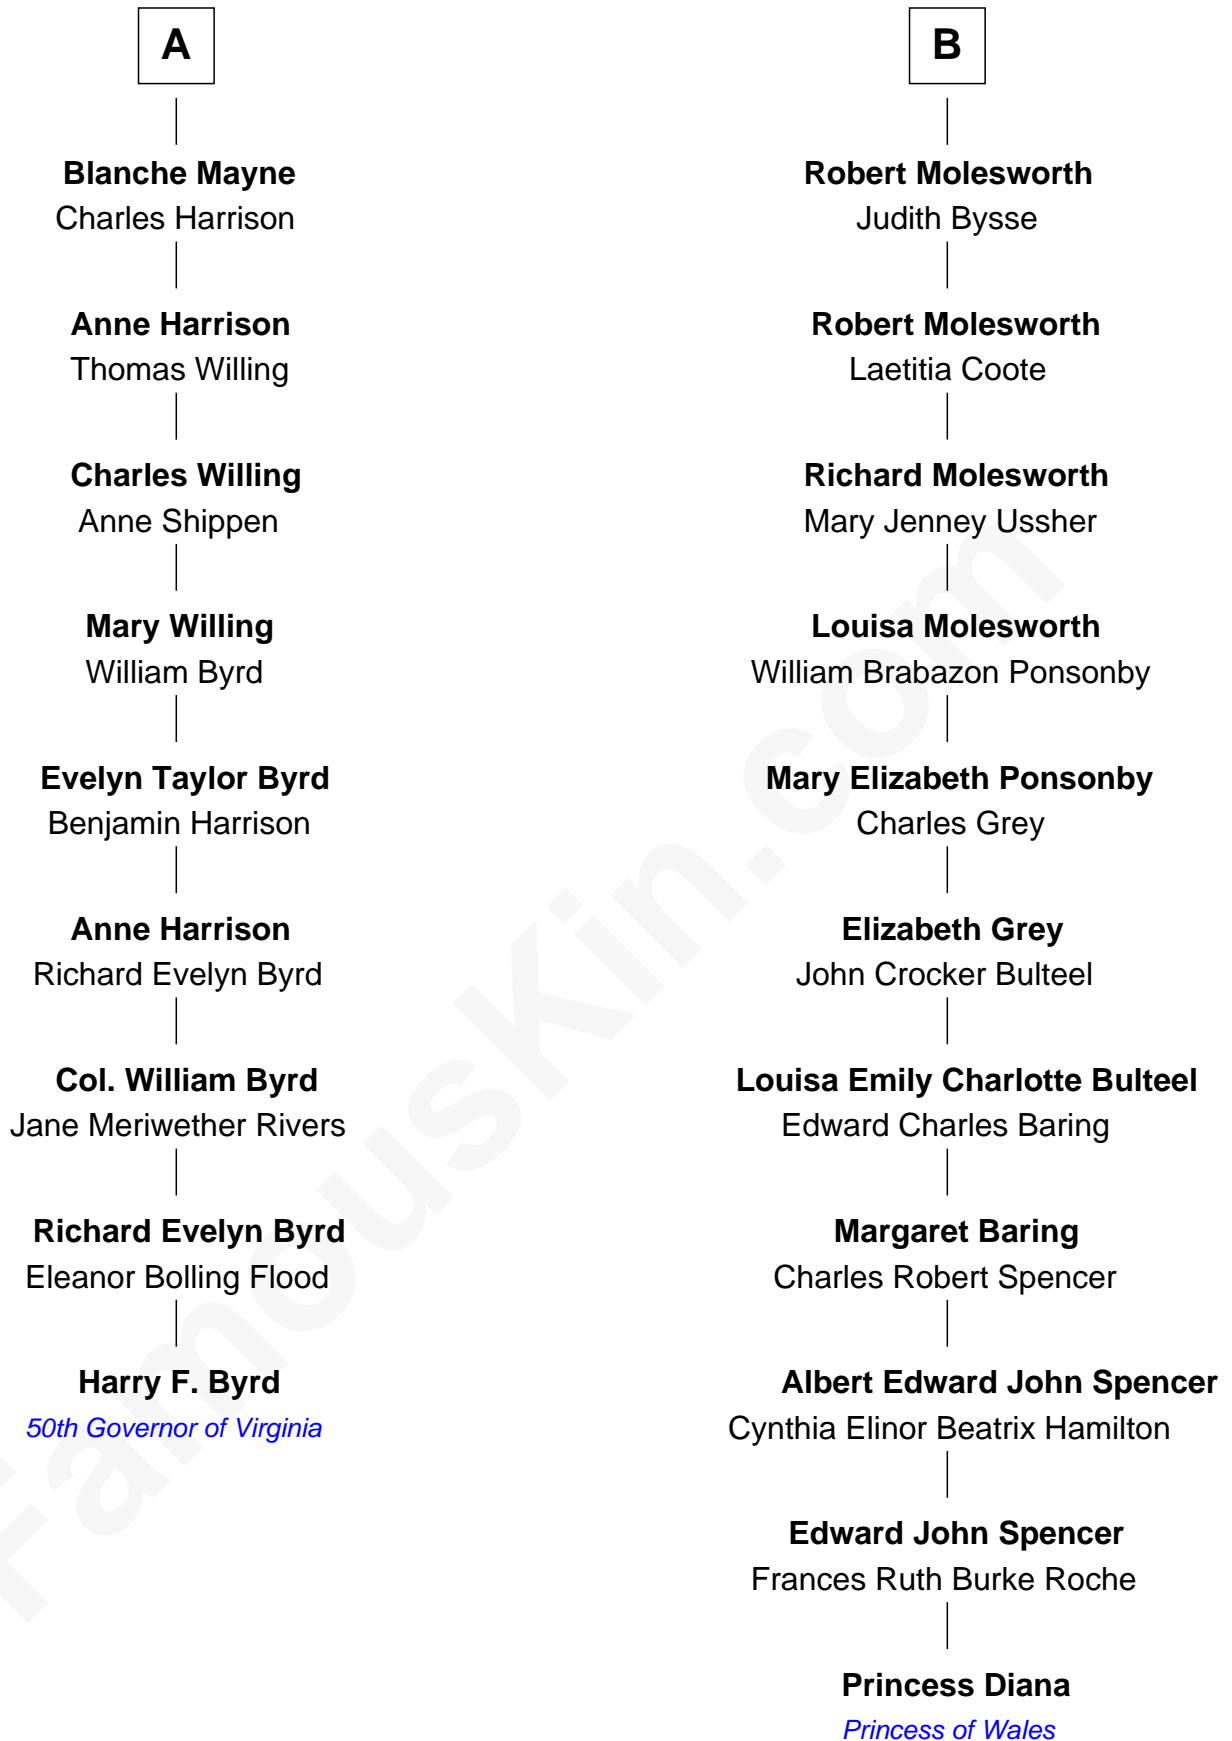 A
Blanche Mayne
Charles Harrison
Anne Harrison
Thomas Willing
Charles Willing
Anne Shippen
Mary Willing
William Byrd
Evelyn Taylor Byrd
Benjamin Harrison
Anne Harrison
Richard Evelyn Byrd
Col. William Byrd
Jane Meriwether Rivers
Richard Evelyn Byrd
Eleanor Bolling Flood
Harry F. Byrd
50th Governor of Virginia
B
Robert Molesworth
Judith Bysse
Robert Molesworth
Laetitia Coote
Richard Molesworth
Mary Jenney Ussher
Louisa Molesworth
William Brabazon Ponsonby
Mary Elizabeth Ponsonby
Charles Grey
Elizabeth Grey
John Crocker Bulteel
Louisa Emily Charlotte Bulteel
Edward Charles Baring
Margaret Baring
Charles Robert Spencer
Albert Edward John Spencer
Cynthia Elinor Beatrix Hamilton
Edward John Spencer
Frances Ruth Burke Roche
Princess Diana
Princess of Wales
FamousKin.com